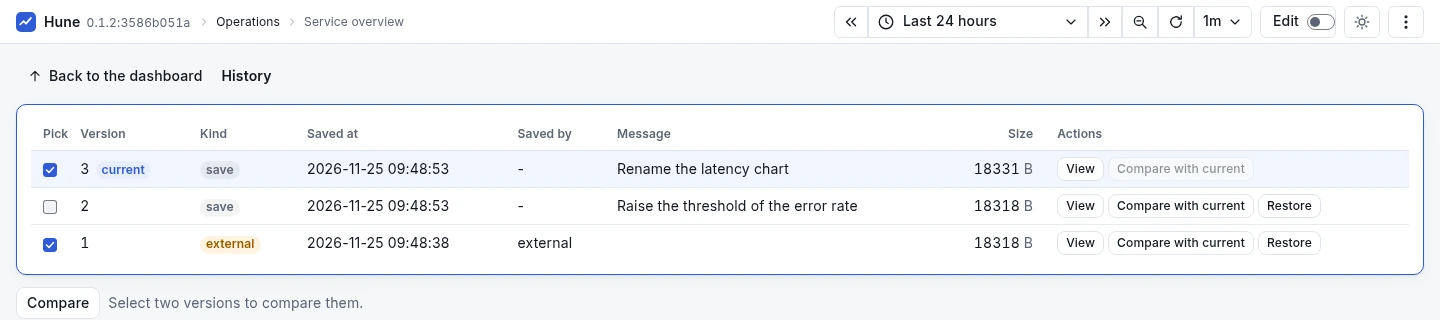 Hune 0.1.2:3586b051a Operations Service overview Last 24 hours 1m Edit
Back to the dashboard History
Pick Version Kind Saved at Saved by Message Size Actions
3 current save 2026-11-25 09:48:53 - Rename the latency chart 18331 B View Compare with current
2 save 2026-11-25 09:48:53 - Raise the threshold of the error rate 18318 B View Compare with current Restore
1 external 2026-11-25 09:48:38 external 18318 B View Compare with current Restore
Compare Select two versions to compare them.